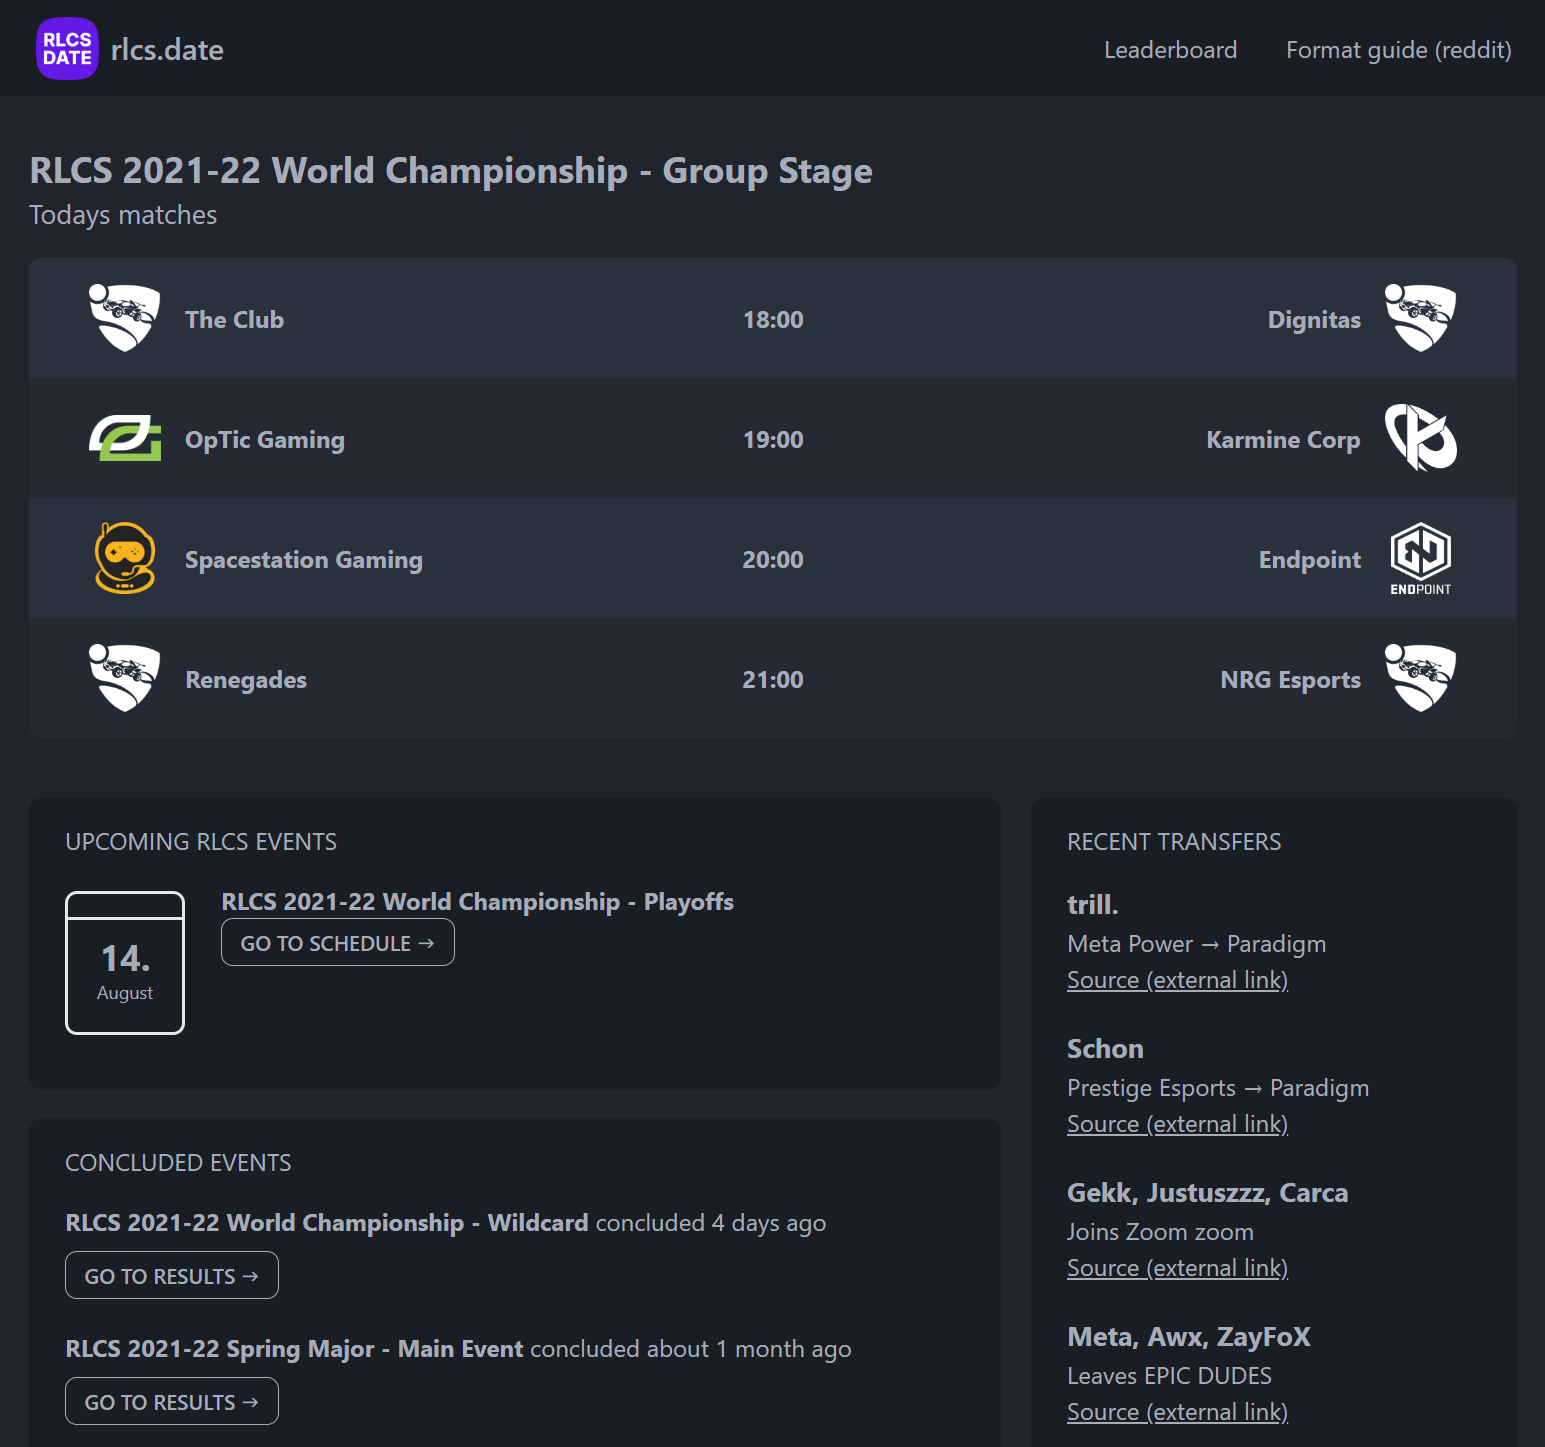 RLCS
DATE
rlcs.date
Leaderboard
Format guide (reddit)
RLCS 2021-22 World Championship - Group Stage
Todays matches
The Club
18:00
Dignitas
OpTic Gaming
19:00
Karmine Corp
Spacestation Gaming
20:00
Endpoint
ENDPOINT
Renegades
21:00
NRG Esports
UPCOMING RLCS EVENTS
14.
August
RLCS 2021-22 World Championship - Playoffs
GO TO SCHEDULE →
CONCLUDED EVENTS
RLCS 2021-22 World Championship - Wildcard concluded 4 days ago
GO TO RESULTS →
RLCS 2021-22 Spring Major - Main Event concluded about 1 month ago
GO TO RESULTS →
RECENT TRANSFERS
trill.
Meta Power → Paradigm
Source (external link)
Schon
Prestige Esports → Paradigm
Source (external link)
Gekk, Justuszzz, Carca
Joins Zoom zoom
Source (external link)
Meta, Awx, ZayFoX
Leaves EPIC DUDES
Source (external link)